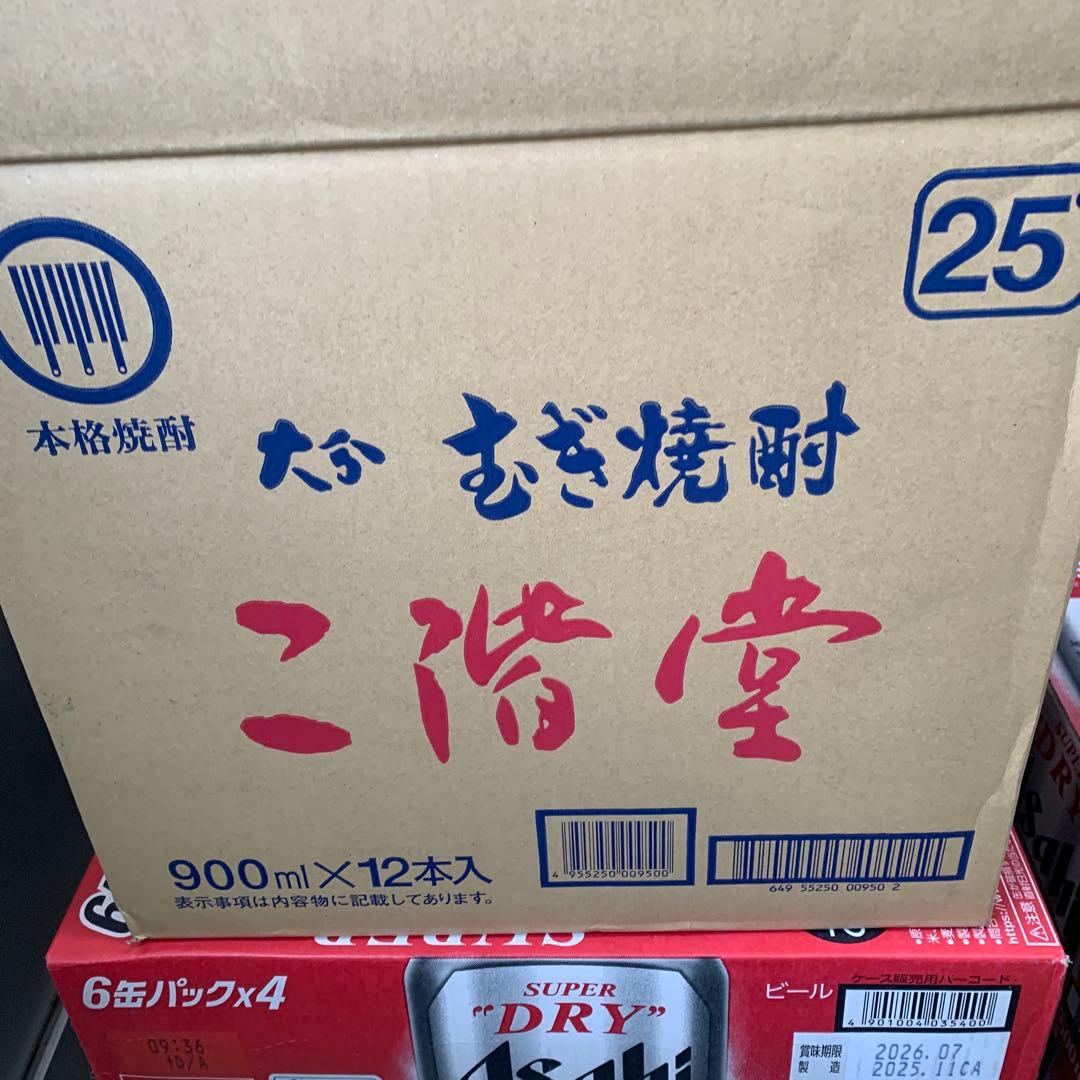 25°
本格焼酎
大分 むぎ焼酎
二階堂
900ml×12本入
表示事項は内容物に記載してあります。
4 955250 009500
649 55250 00950 2
SUPER
6缶パックx4
SUPER
"DRY"
Asahi
ビール
ケース販売用バーコード
4 901004 035400
賞味期限 2026.07
製造 2025.11CA
09:36
+D/A
https://w
注意